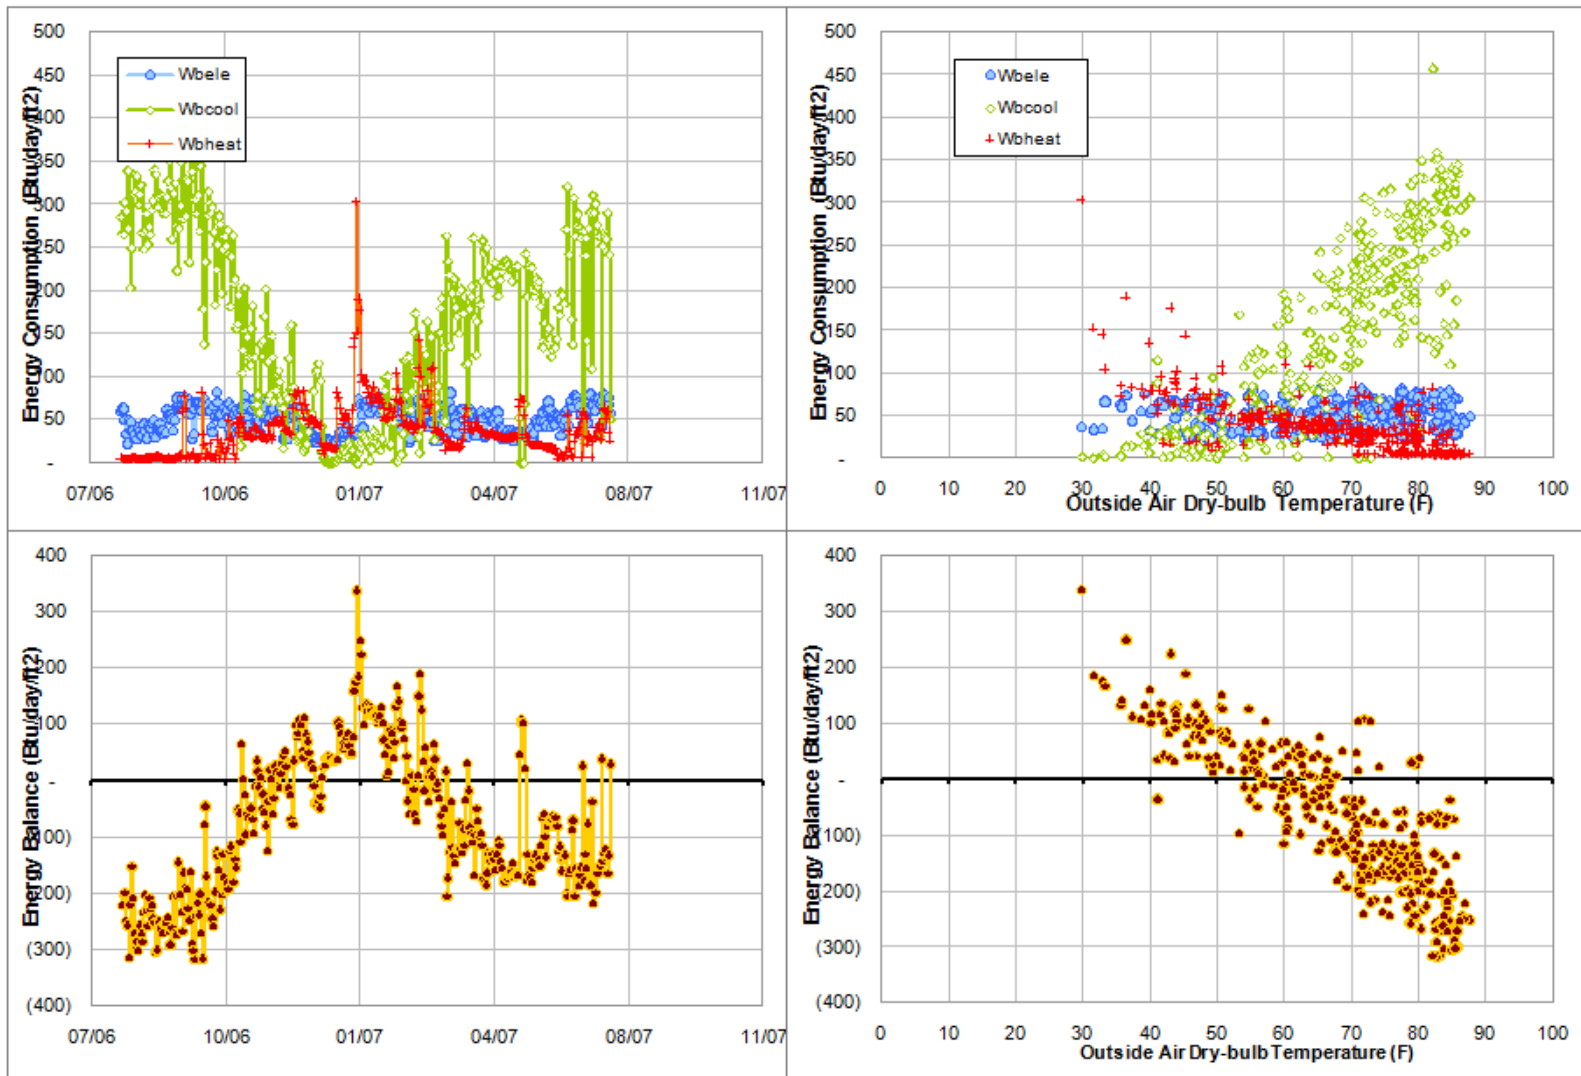 500
450
400
350
300
250
200
150
100
50
-
Energy Consumption (Btu/day/ft2)
Wbele
Wbcool
Wbheat
07/06 10/06 01/07 04/07 08/07 11/07
500
450
400
350
300
250
200
150
100
50
-
Energy Consumption (Btu/day/ft2)
Wbele
Wbcool
Wbheat
0 10 20 30 40 50 60 70 80 90 100
Outside Air Dry-bulb Temperature (F)
400
300
200
100
-
(100)
(200)
(300)
(400)
Energy Balance (Btu/day/ft2)
07/06 10/06 01/07 04/07 08/07 11/07
400
300
200
100
-
(100)
(200)
(300)
(400)
Energy Balance (Btu/day/ft2)
0 10 20 30 40 50 60 70 80 90 100
Outside Air Dry-bulb Temperature (F)